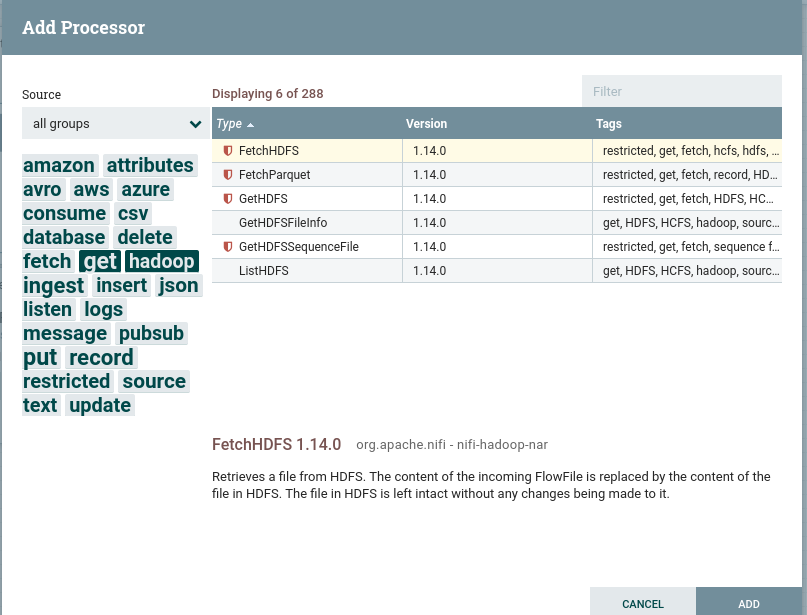 Add Processor
Source
all groups
amazon attributes
avro aws azure
consume csv
database delete
fetch get hadoop
ingest insert json
listen logs
message pubsub
put record
restricted source
text update
Displaying 6 of 288
Filter
Type Version Tags
FetchHDFS 1.14.0 restricted, get, fetch, hcfs, hdfs, ...
FetchParquet 1.14.0 restricted, get, fetch, record, HD...
GetHDFS 1.14.0 restricted, get, fetch, HDFS, HC...
GetHDFSFileInfo 1.14.0 get, HDFS, HCFS, hadoop, sourc...
GetHDFSSequenceFile 1.14.0 restricted, get, fetch, sequence f...
ListHDFS 1.14.0 get, HDFS, HCFS, hadoop, sourc...
FetchHDFS 1.14.0 org.apache.nifi - nifi-hadoop-nar
Retrieves a file from HDFS. The content of the incoming FlowFile is replaced by the content of the
file in HDFS. The file in HDFS is left intact without any changes being made to it.
CANCEL ADD